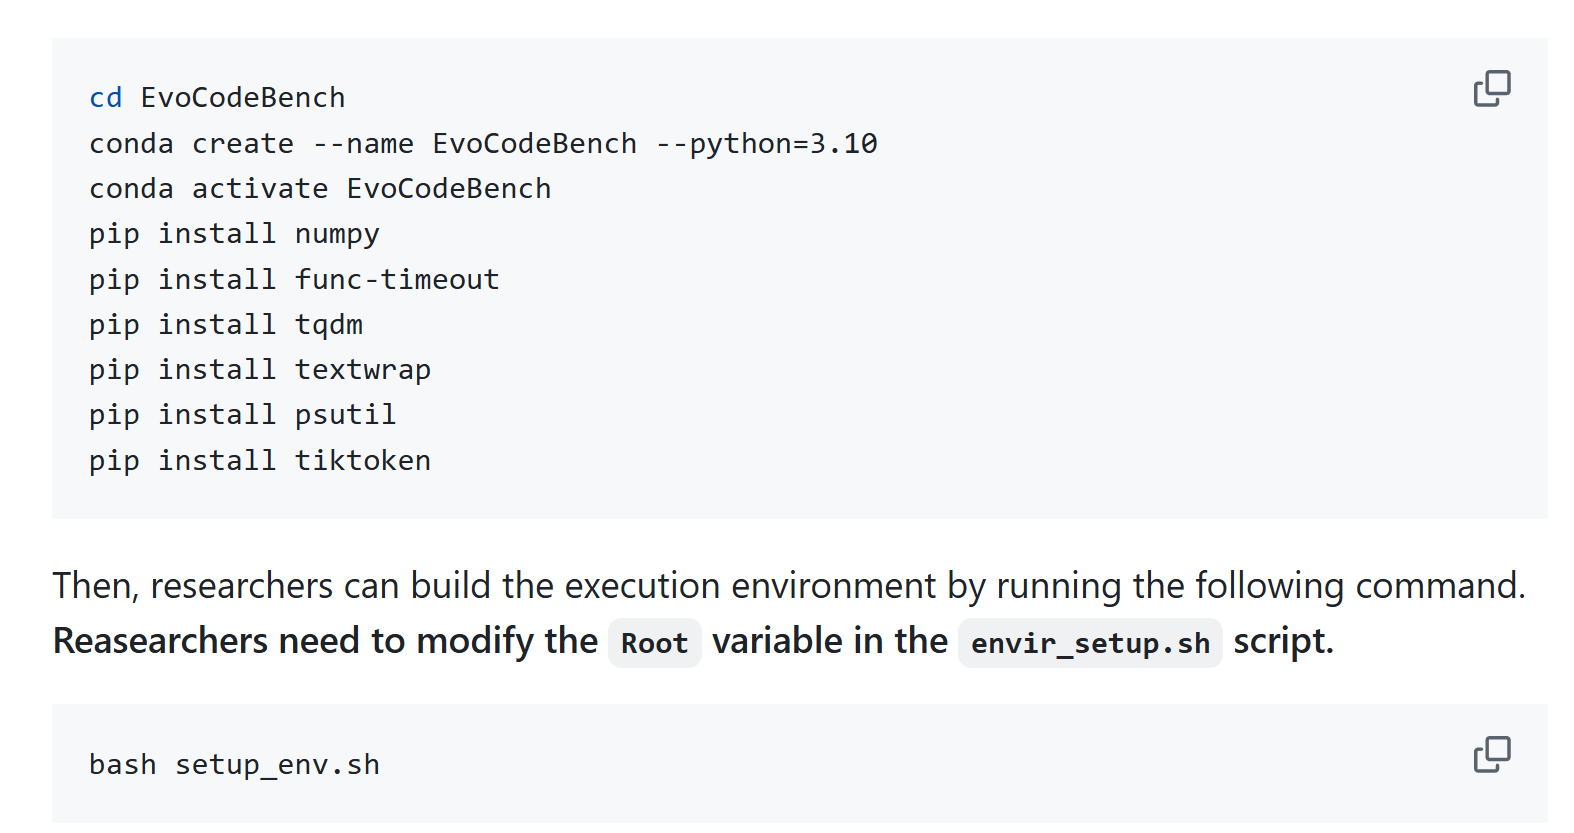 cd EvoCodeBench
conda create --name EvoCodeBench --python=3.10
conda activate EvoCodeBench
pip install numpy
pip install func-timeout
pip install tqdm
pip install textwrap
pip install psutil
pip install tiktoken
Then, researchers can build the execution environment by running the following command.
Reasearchers need to modify the Root variable in the envir_setup.sh script.
bash setup_env.sh